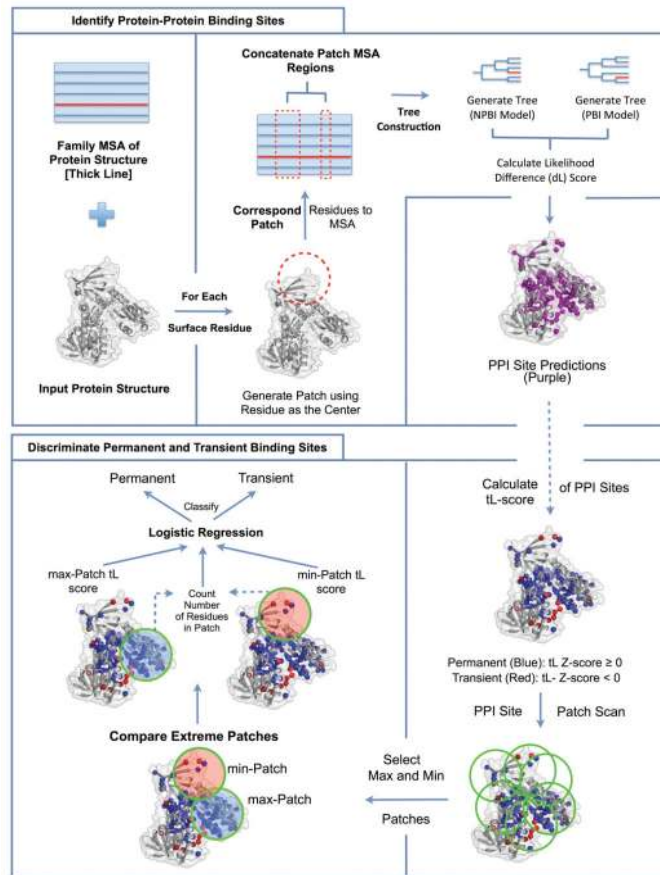 Identify Protein-Protein Binding Sites
Family MSA of
Protein Structure
[Thick Line]
Input Protein Structure
For Each
Surface Residue
Concatenate Patch MSA
Regions
Correspond
Patch
Residues to
MSA
Generate Patch using
Residue as the Center
Tree
Construction
Generate Tree
(NPBI Model)
Generate Tree
(PBI Model)
Calculate Likelihood
Difference (dL) Score
PPI Site Predictions
(Purple)
Discriminate Permanent and Transient Binding Sites
Calculate
tL-score
of PPI Sites
Permanent (Blue): tL Z-score ≥ 0
Transient (Red): tL- Z-score < 0
PPI Site
Patch Scan
Select
Max and Min
Patches
min-Patch
max-Patch
Compare Extreme Patches
max-Patch tL
score
Count
Number
of Residues
in Patch
min-Patch tL
score
Logistic Regression
Classify
Permanent
Transient